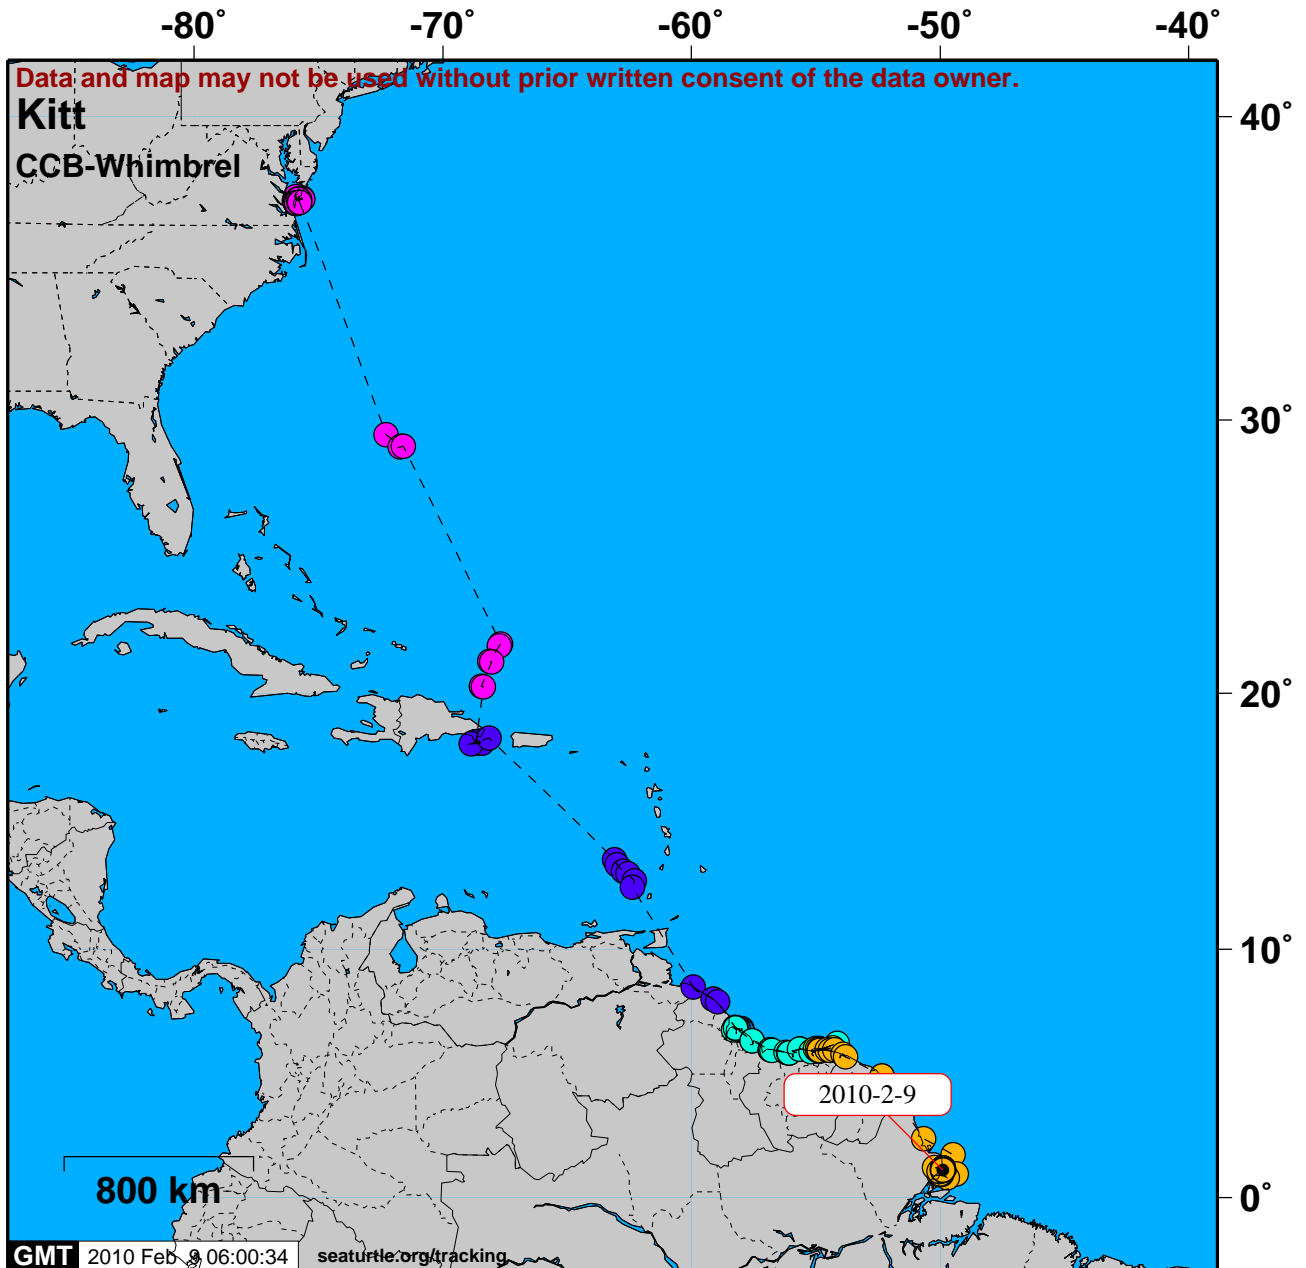 -80° -70° -60° -50° -40°
Data and map may not be used without prior written consent of the data owner.
Kitt
CCB-Whimbrel
40°
30°
20°
10°
2010-2-9
800 km
0°
GMT 2010 Feb 9 06:00:34 seaturtle.org/tracking